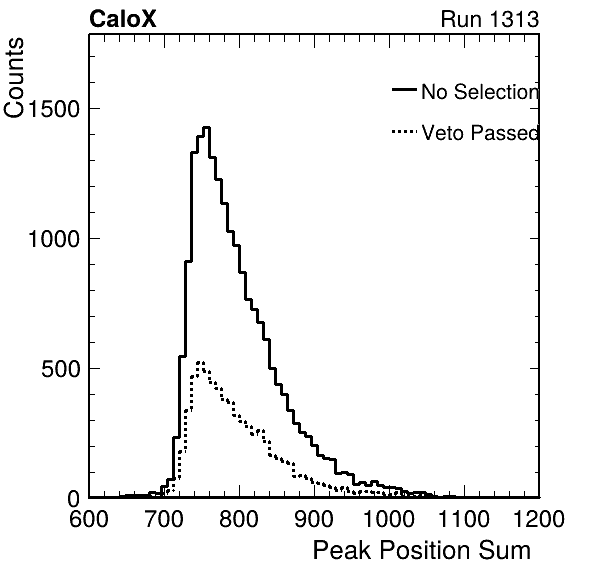 CaloX Run 1313
Counts
No Selection
Veto Passed
1500
1000
500
0
600 700 800 900 1000 1100 1200
Peak Position Sum